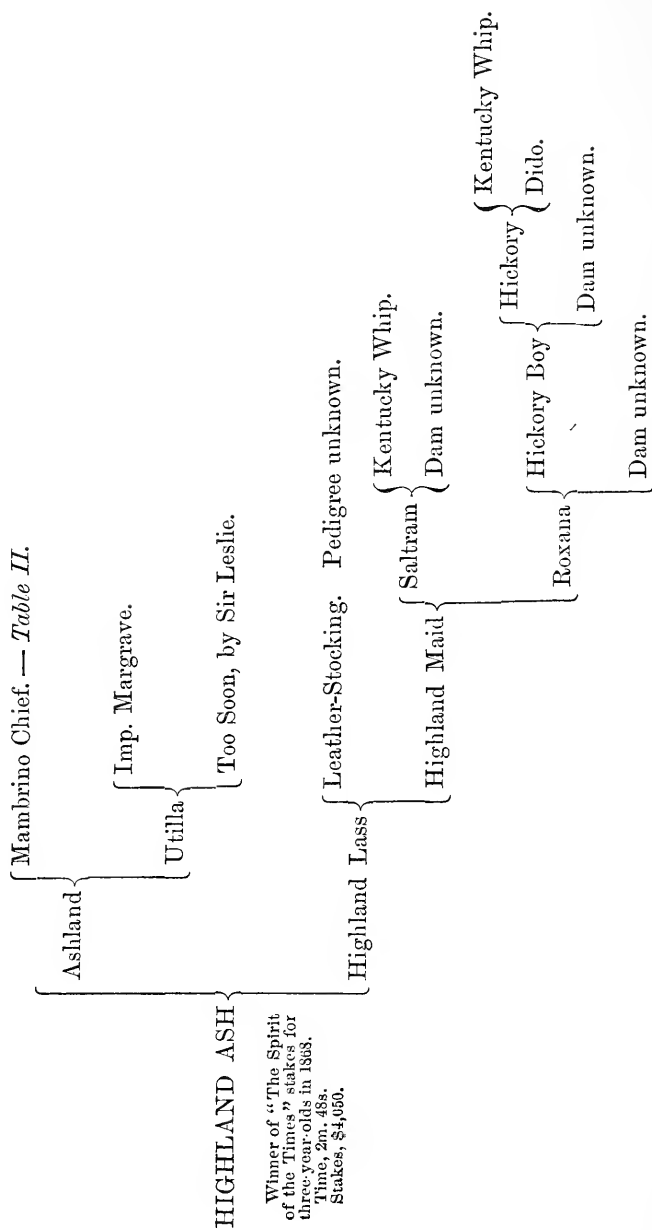 HIGHLAND ASH
Winner of "The Spirit
of the Times" stakes for
three-year-olds in 1868.
Time, 2m. 48s.
Stakes, $4,050.
Ashland
Mambrino Chief. — Table II.
Utilla
Imp. Margrave.
Too Soon, by Sir Leslie.
Highland Lass
Leather-Stocking. Pedigree unknown.
Highland Maid
Saltram
Kentucky Whip.
Dam unknown.
Roxana
Hickory Boy
Hickory
Kentucky Whip.
Dido.
Dam unknown.
Dam unknown.